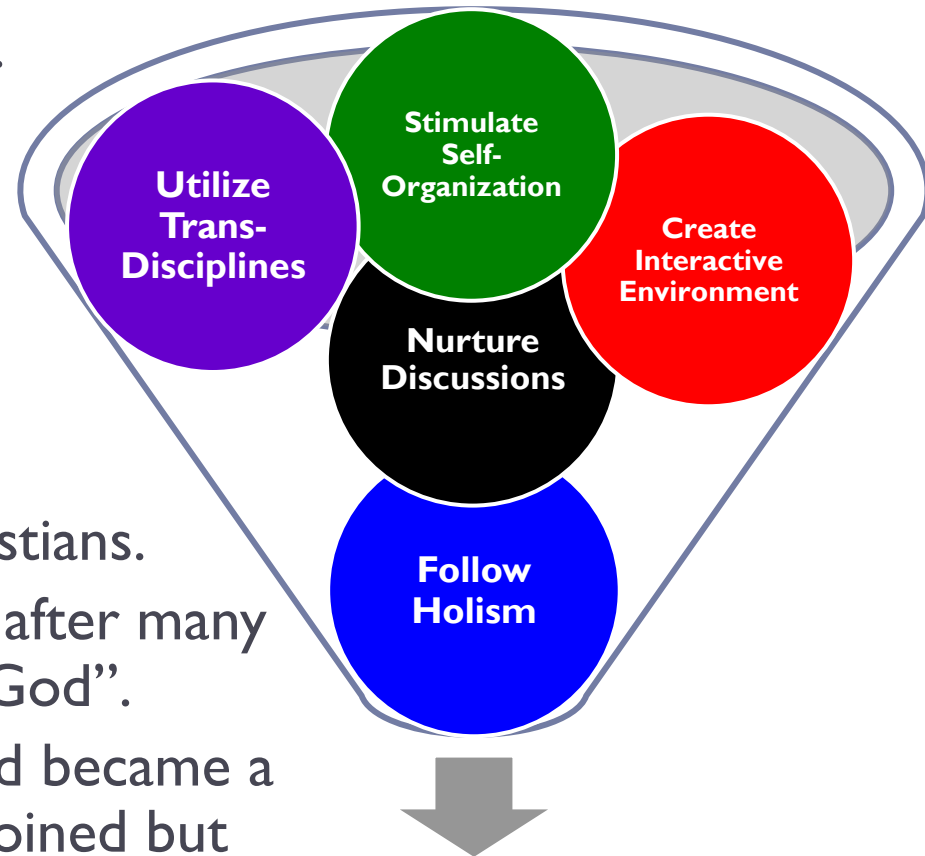 .
Stimulate
Self-
Organization
Utilize
Trans-
Disciplines
Create
Interactive
Environment
Nurture
Discussions
Follow
Holism
stians.
after many
God”.
d became a
oined but